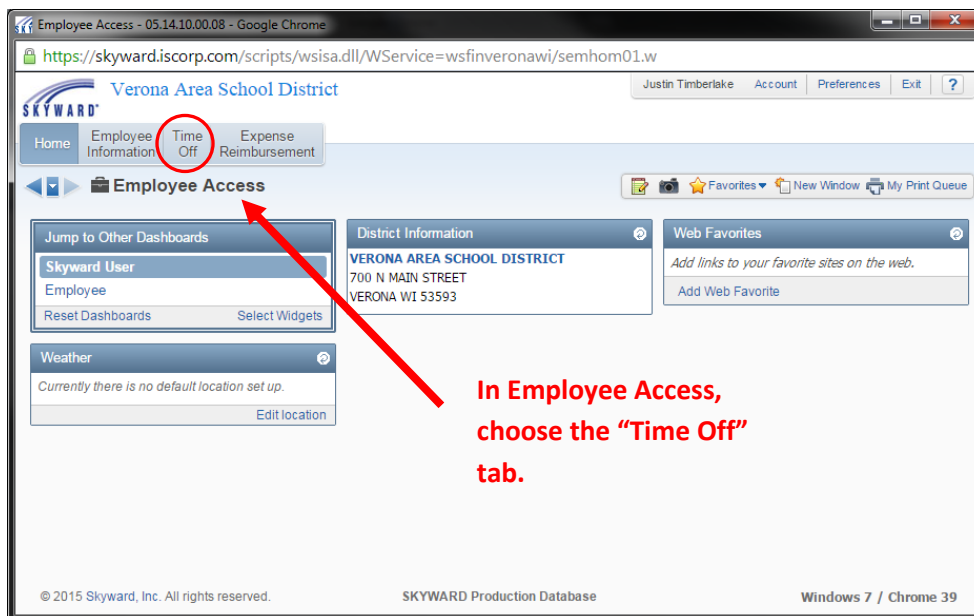 Employee Access - 05.14.10.00.08 - Google Chrome
https://skyward.iscorp.com/scripts/wsisa.dll/WService=wsfinveronawi/semhom01.w
SKYWARD
Verona Area School District
Justin Timberlake Account Preferences Exit ?
Home Employee Information Time Off Expense Reimbursement
Employee Access
Favorites New Window My Print Queue
Jump to Other Dashboards
Skyward User
Employee
Reset Dashboards Select Widgets
District Information
VERONA AREA SCHOOL DISTRICT
700 N MAIN STREET
VERONA WI 53593
Web Favorites
Add links to your favorite sites on the web.
Add Web Favorite
Weather
Currently there is no default location set up.
Edit location
In Employee Access,
choose the “Time Off”
tab.
© 2015 Skyward, Inc. All rights reserved. SKYWARD Production Database Windows 7 / Chrome 39